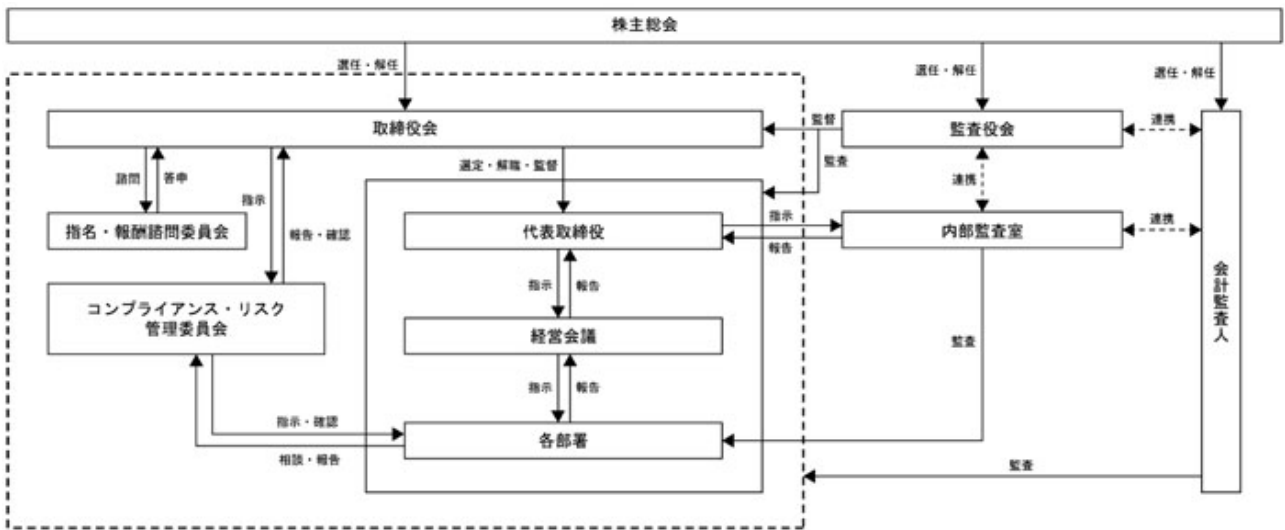 株主総会
選任・解任
選任・解任
選任・解任
取締役会
監督
監査役会
連携
監査
諮問
答申
指示
報告・確認
選定・解職・監督
連携
指名・報酬諮問委員会
代表取締役
指示
報告
内部監査室
連携
会計監査人
コンプライアンス・リスク
管理委員会
指示
報告
経営会議
監査
指示
報告
指示・確認
相談・報告
各部署
監査